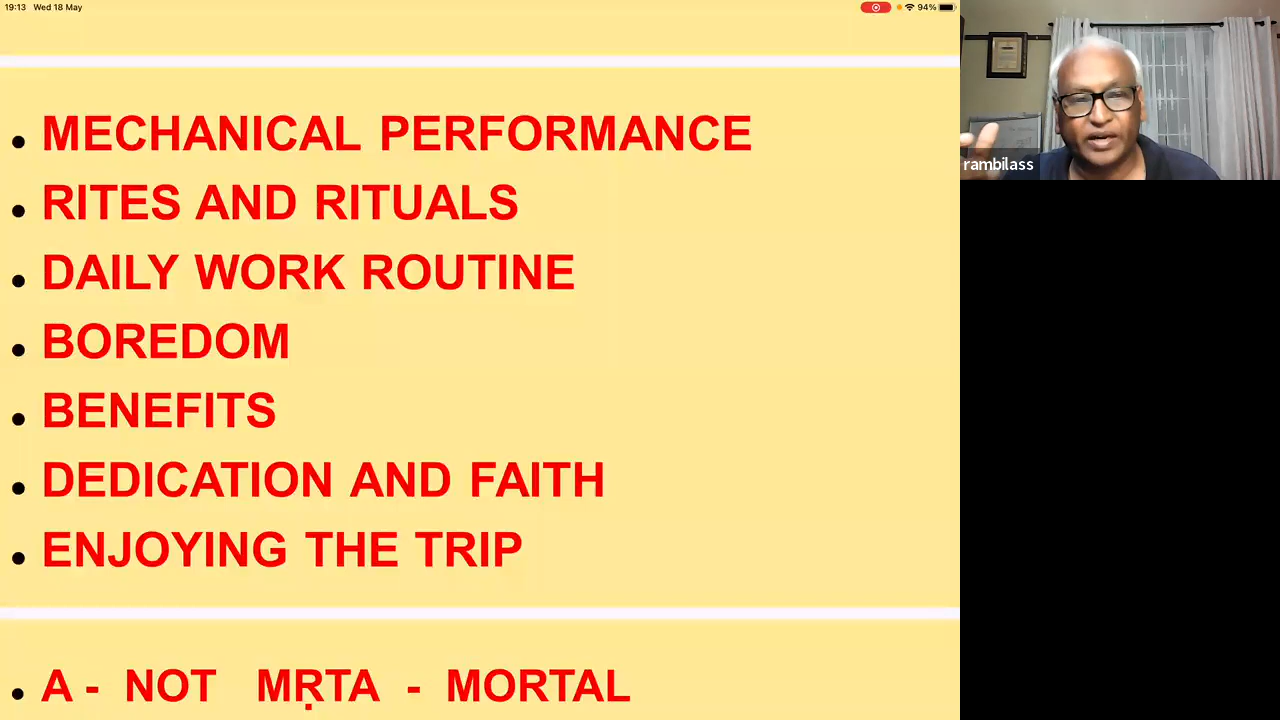 19:13 Wed 18 May
94%
rambilass
• MECHANICAL PERFORMANCE
• RITES AND RITUALS
• DAILY WORK ROUTINE
• BOREDOM
• BENEFITS
• DEDICATION AND FAITH
• ENJOYING THE TRIP
• A - NOT MṚTA - MORTAL